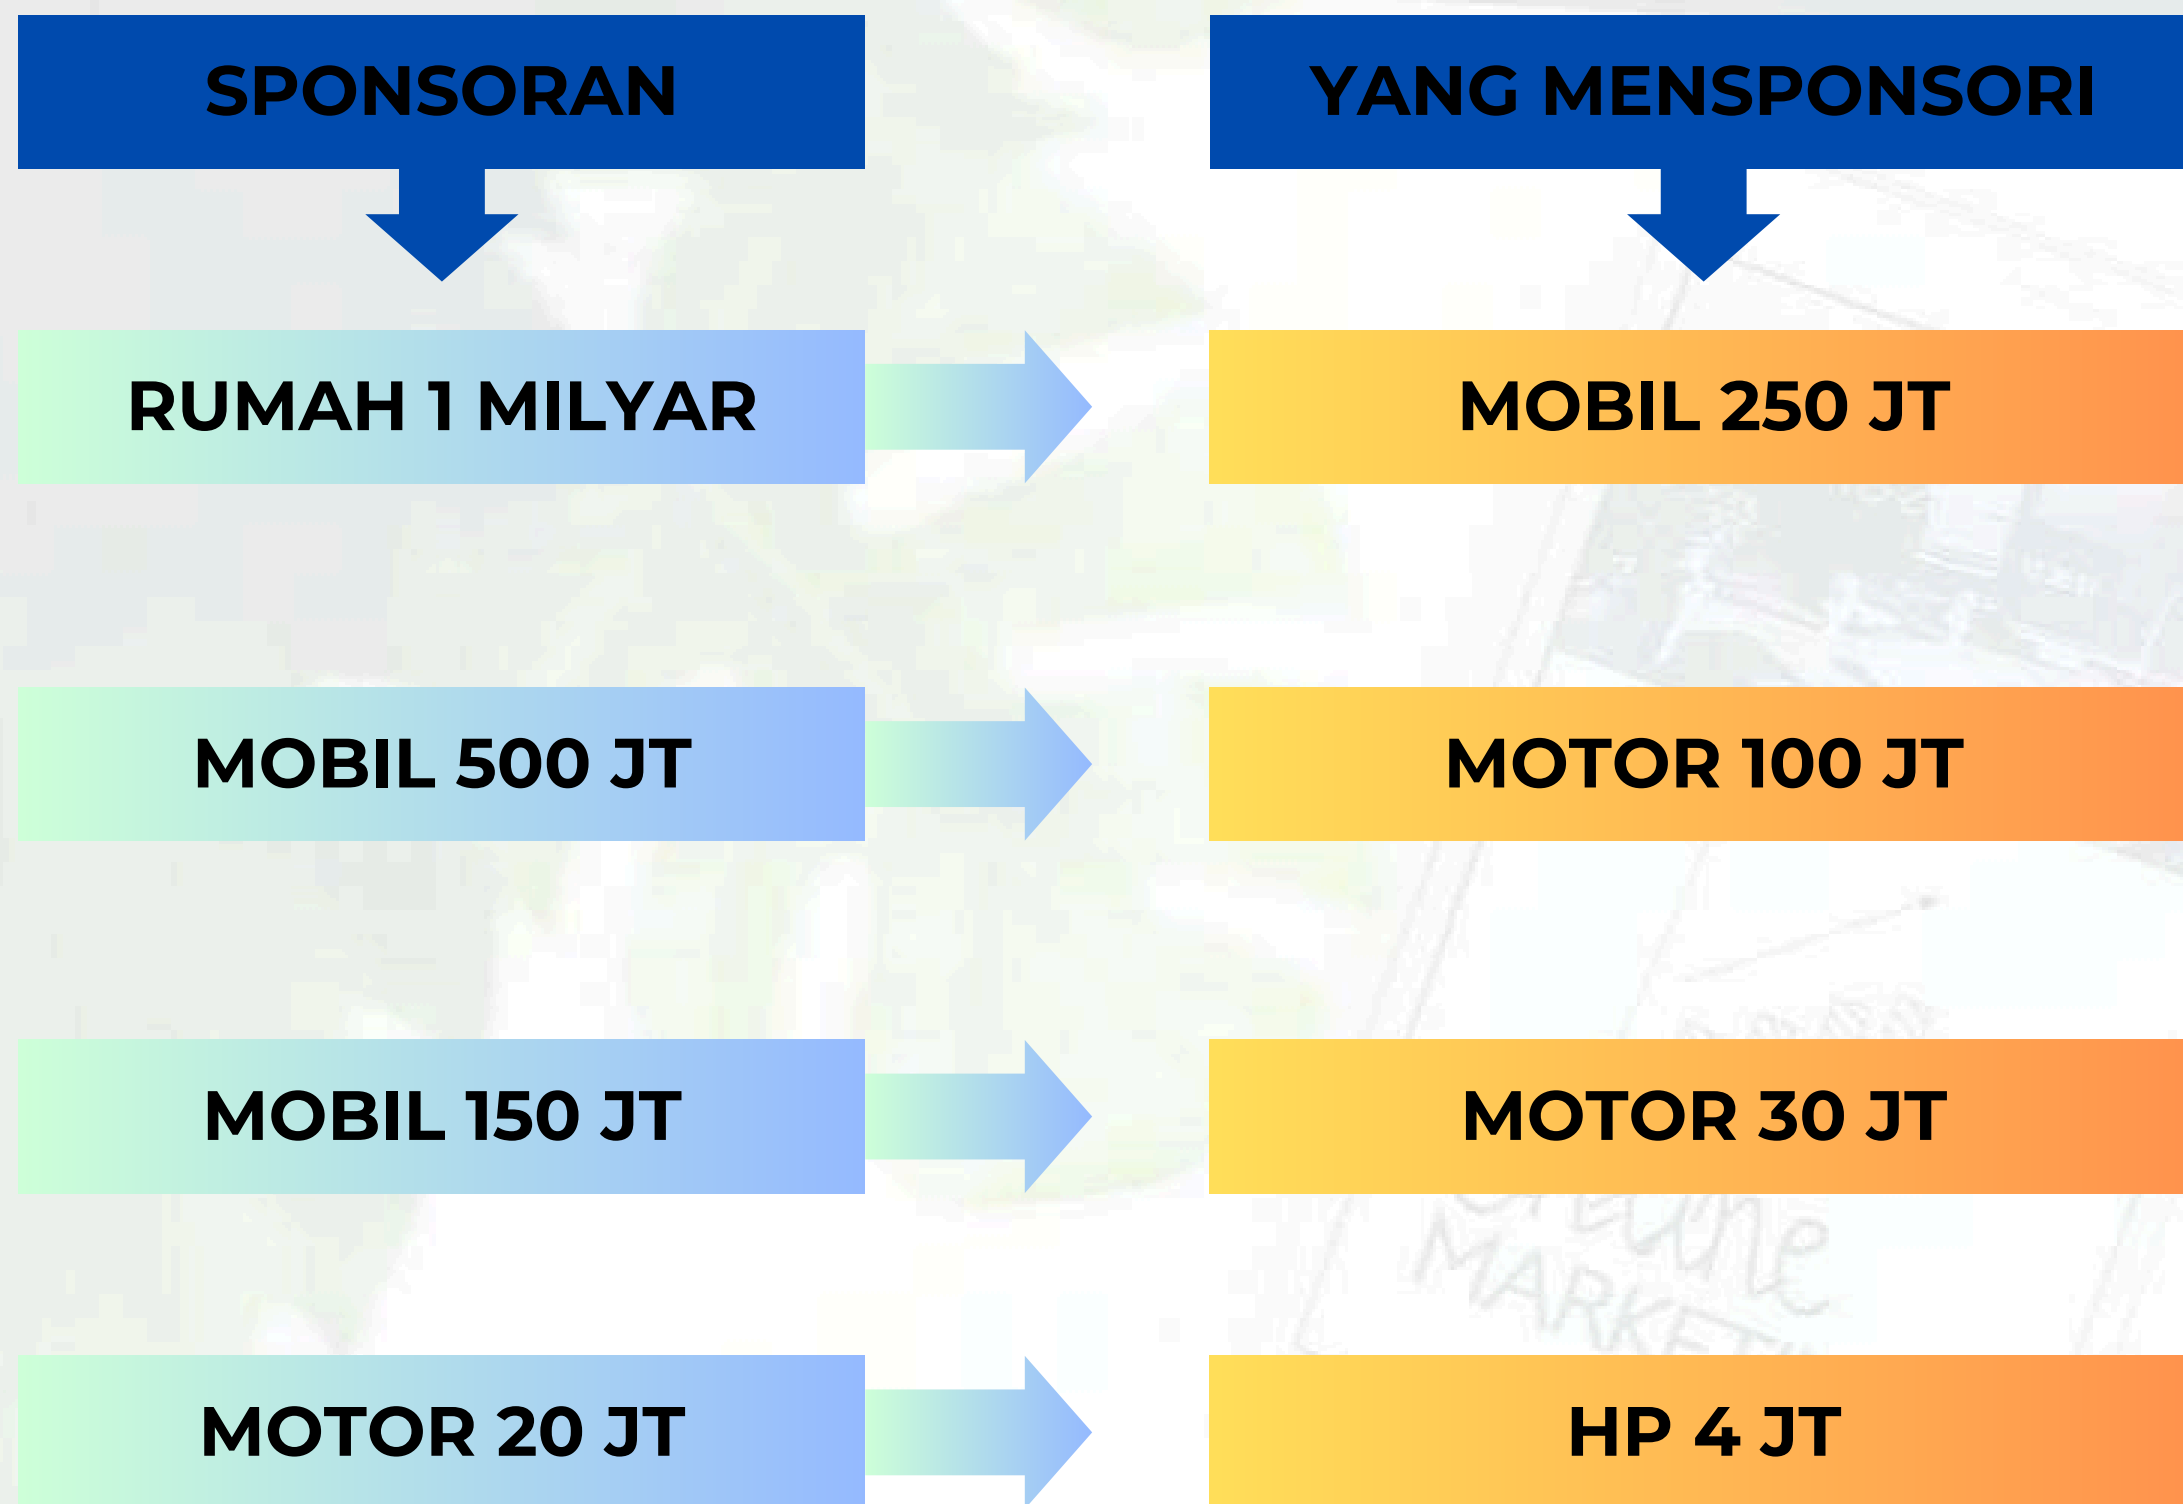 SPONSORAN
YANG MENSPONSORI
RUMAH 1 MILYAR
MOBIL 250 JT
MOBIL 500 JT
MOTOR 100 JT
MOBIL 150 JT
MOTOR 30 JT
MARKETIN
MOTOR 20 JT
HP 4 JT